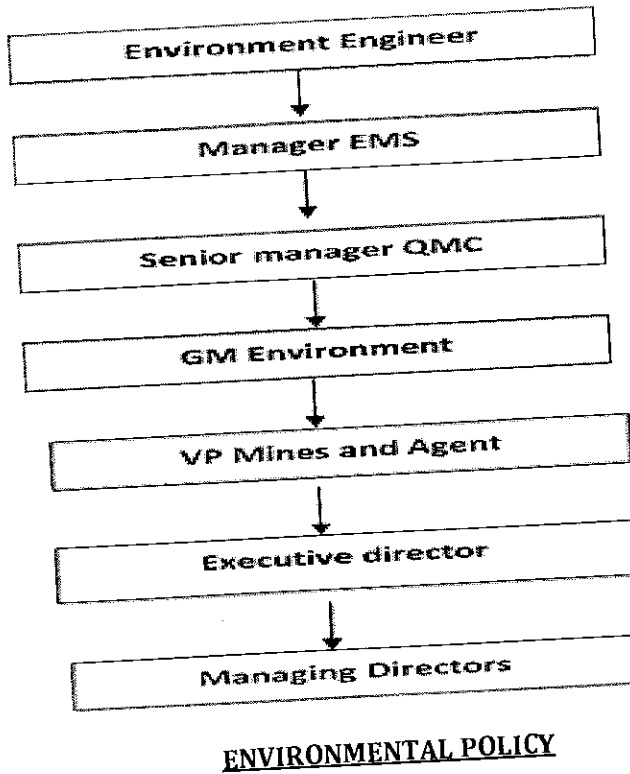 Environment Engineer
Manager EMS
Senior manager QMC
GM Environment
VP Mines and Agent
Executive director
Managing Directors
ENVIRONMENTAL POLICY